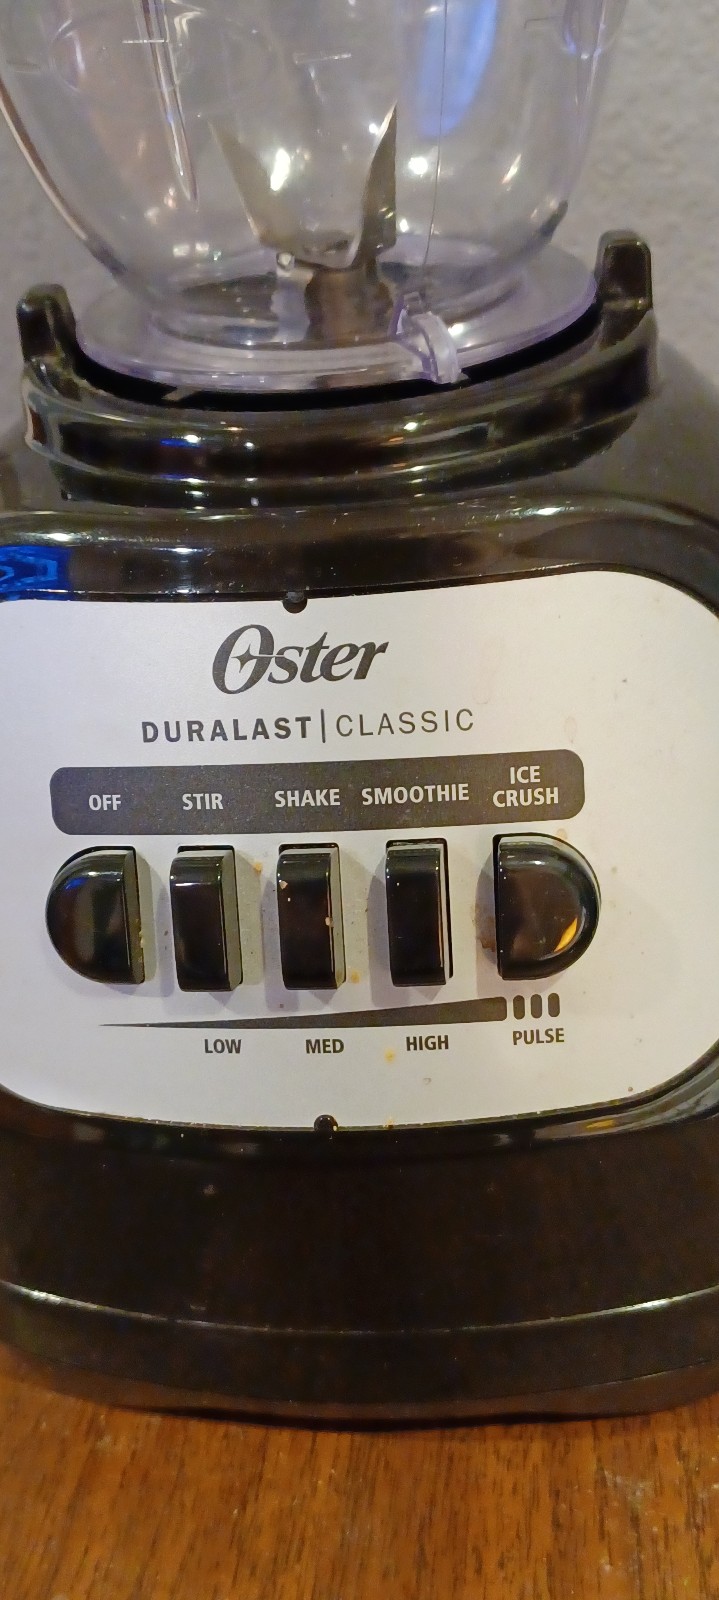 Oster
DURALAST|CLASSIC
OFF STIR SHAKE SMOOTHIE ICE CRUSH
LOW MED HIGH PULSE